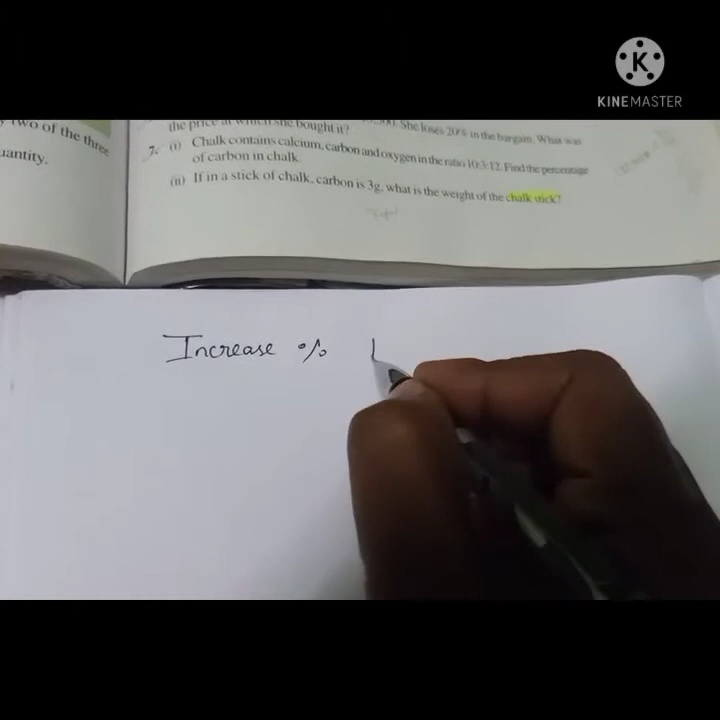 KINEMASTER
y two of the three
uantity.
the price at which she bought it?
She loses 20% in the bargain. What was
7. (i) Chalk contains calcium, carbon and oxygen in the ratio 10:3:12. Find the percentage
of carbon in chalk.
(ii) If in a stick of chalk, carbon is 3g, what is the weight of the chalk stick?
Increase %